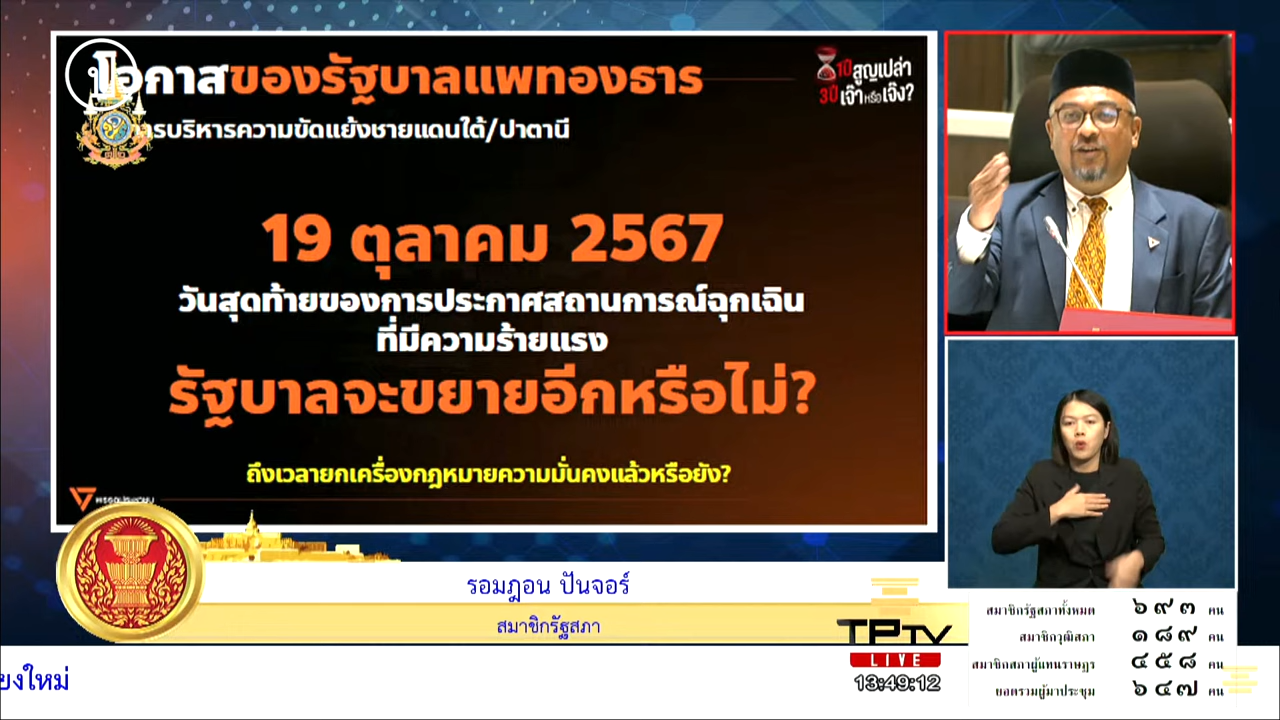 โอกาสของรัฐบาลแพทองธาร
การบริหารความขัดแย้งชายแดนใต้/ปาตานี
1ปี สูญเปล่า
3ปี เจ๊า หรือ เจ๊ง?
19 ตุลาคม 2567
วันสุดท้ายของการประกาศสถานการณ์ฉุกเฉิน
ที่มีความร้ายแรง
รัฐบาลจะขยายอีกหรือไม่?
ถึงเวลายกเครื่องกฎหมายความมั่นคงแล้วหรือยัง?
พรรคประชาชน
รอมฎอน ปันจอร์
สมาชิกรัฐสภา
TPTV
LIVE
13:49:12
สมาชิกรัฐสภาทั้งหมด ๖๙๓ คน
สมาชิกวุฒิสภา ๑๘๙ คน
สมาชิกสภาผู้แทนราษฎร ๔๕๘ คน
ยอดรวมผู้มาประชุม ๖๔๗ คน
ยงใหม่